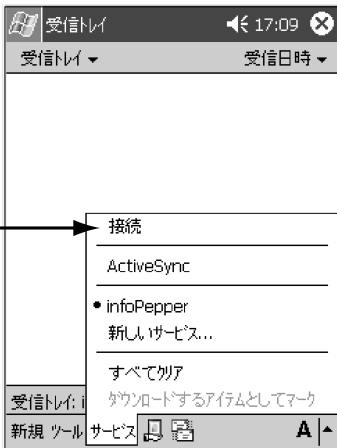 受信トレイ 17:09
受信トレイ 受信日時
接続
ActiveSync
infoPepper
新しいサービス...
すべてクリア
ダウンロードするアイテムとしてマーク
受信トレイ: i
新規 ツール サービス A